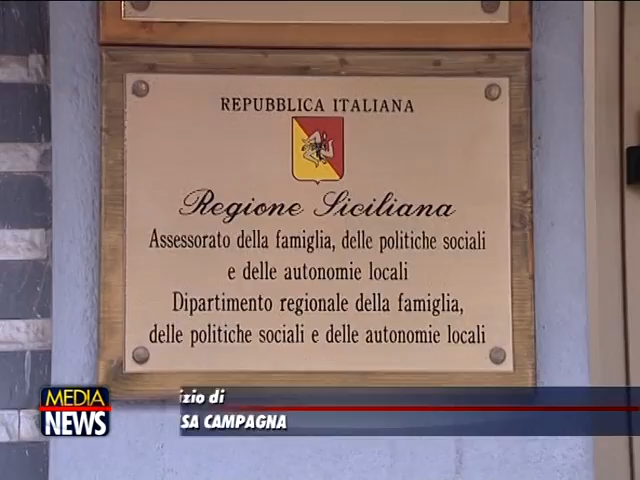 REPUBBLICA ITALIANA
Regione Siciliana
Assessorato della famiglia, delle politiche sociali
e delle autonomie locali
Dipartimento regionale della famiglia,
delle politiche sociali e delle autonomie locali
MEDIA
NEWS
izio di
SA CAMPAGNA